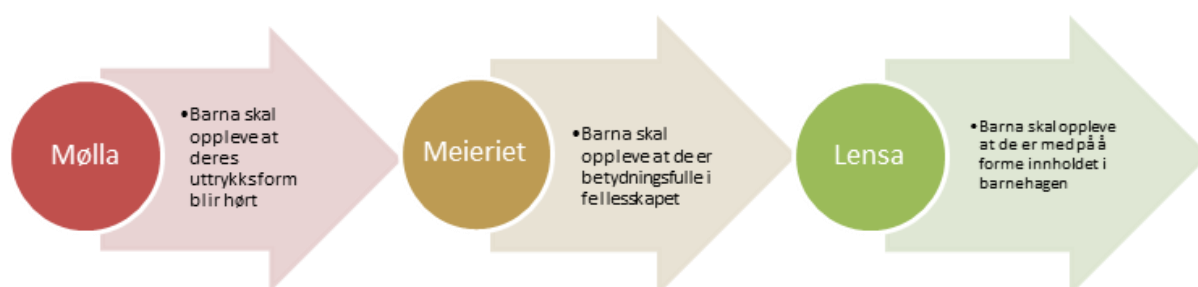 Mølla
•Barna skal
oppleve at
deres
uttrykksform
blir hørt
Meieriet
•Barna skal
oppleve at de er
betydningsfulle i
fellesskapet
Lensa
•Barna skal oppleve
at de er med på å
forme innholdet i
barnehagen